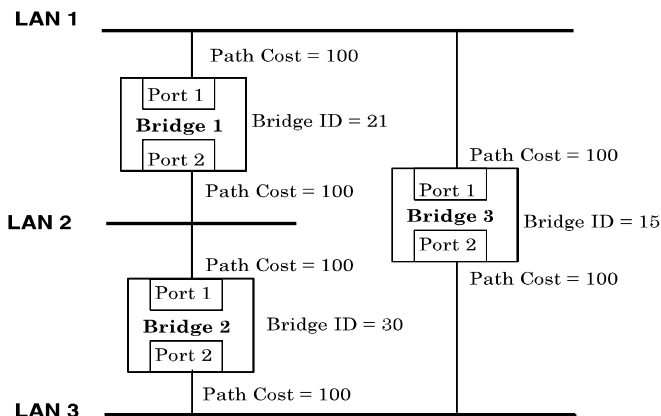 LAN 1
Path Cost = 100
Port 1
Bridge 1
Bridge ID = 21
Port 2
Path Cost = 100
Path Cost = 100
Port 1
Bridge 3
Bridge ID = 15
Port 2
Path Cost = 100
LAN 2
Path Cost = 100
Port 1
Bridge 2
Bridge ID = 30
Port 2
Path Cost = 100
LAN 3